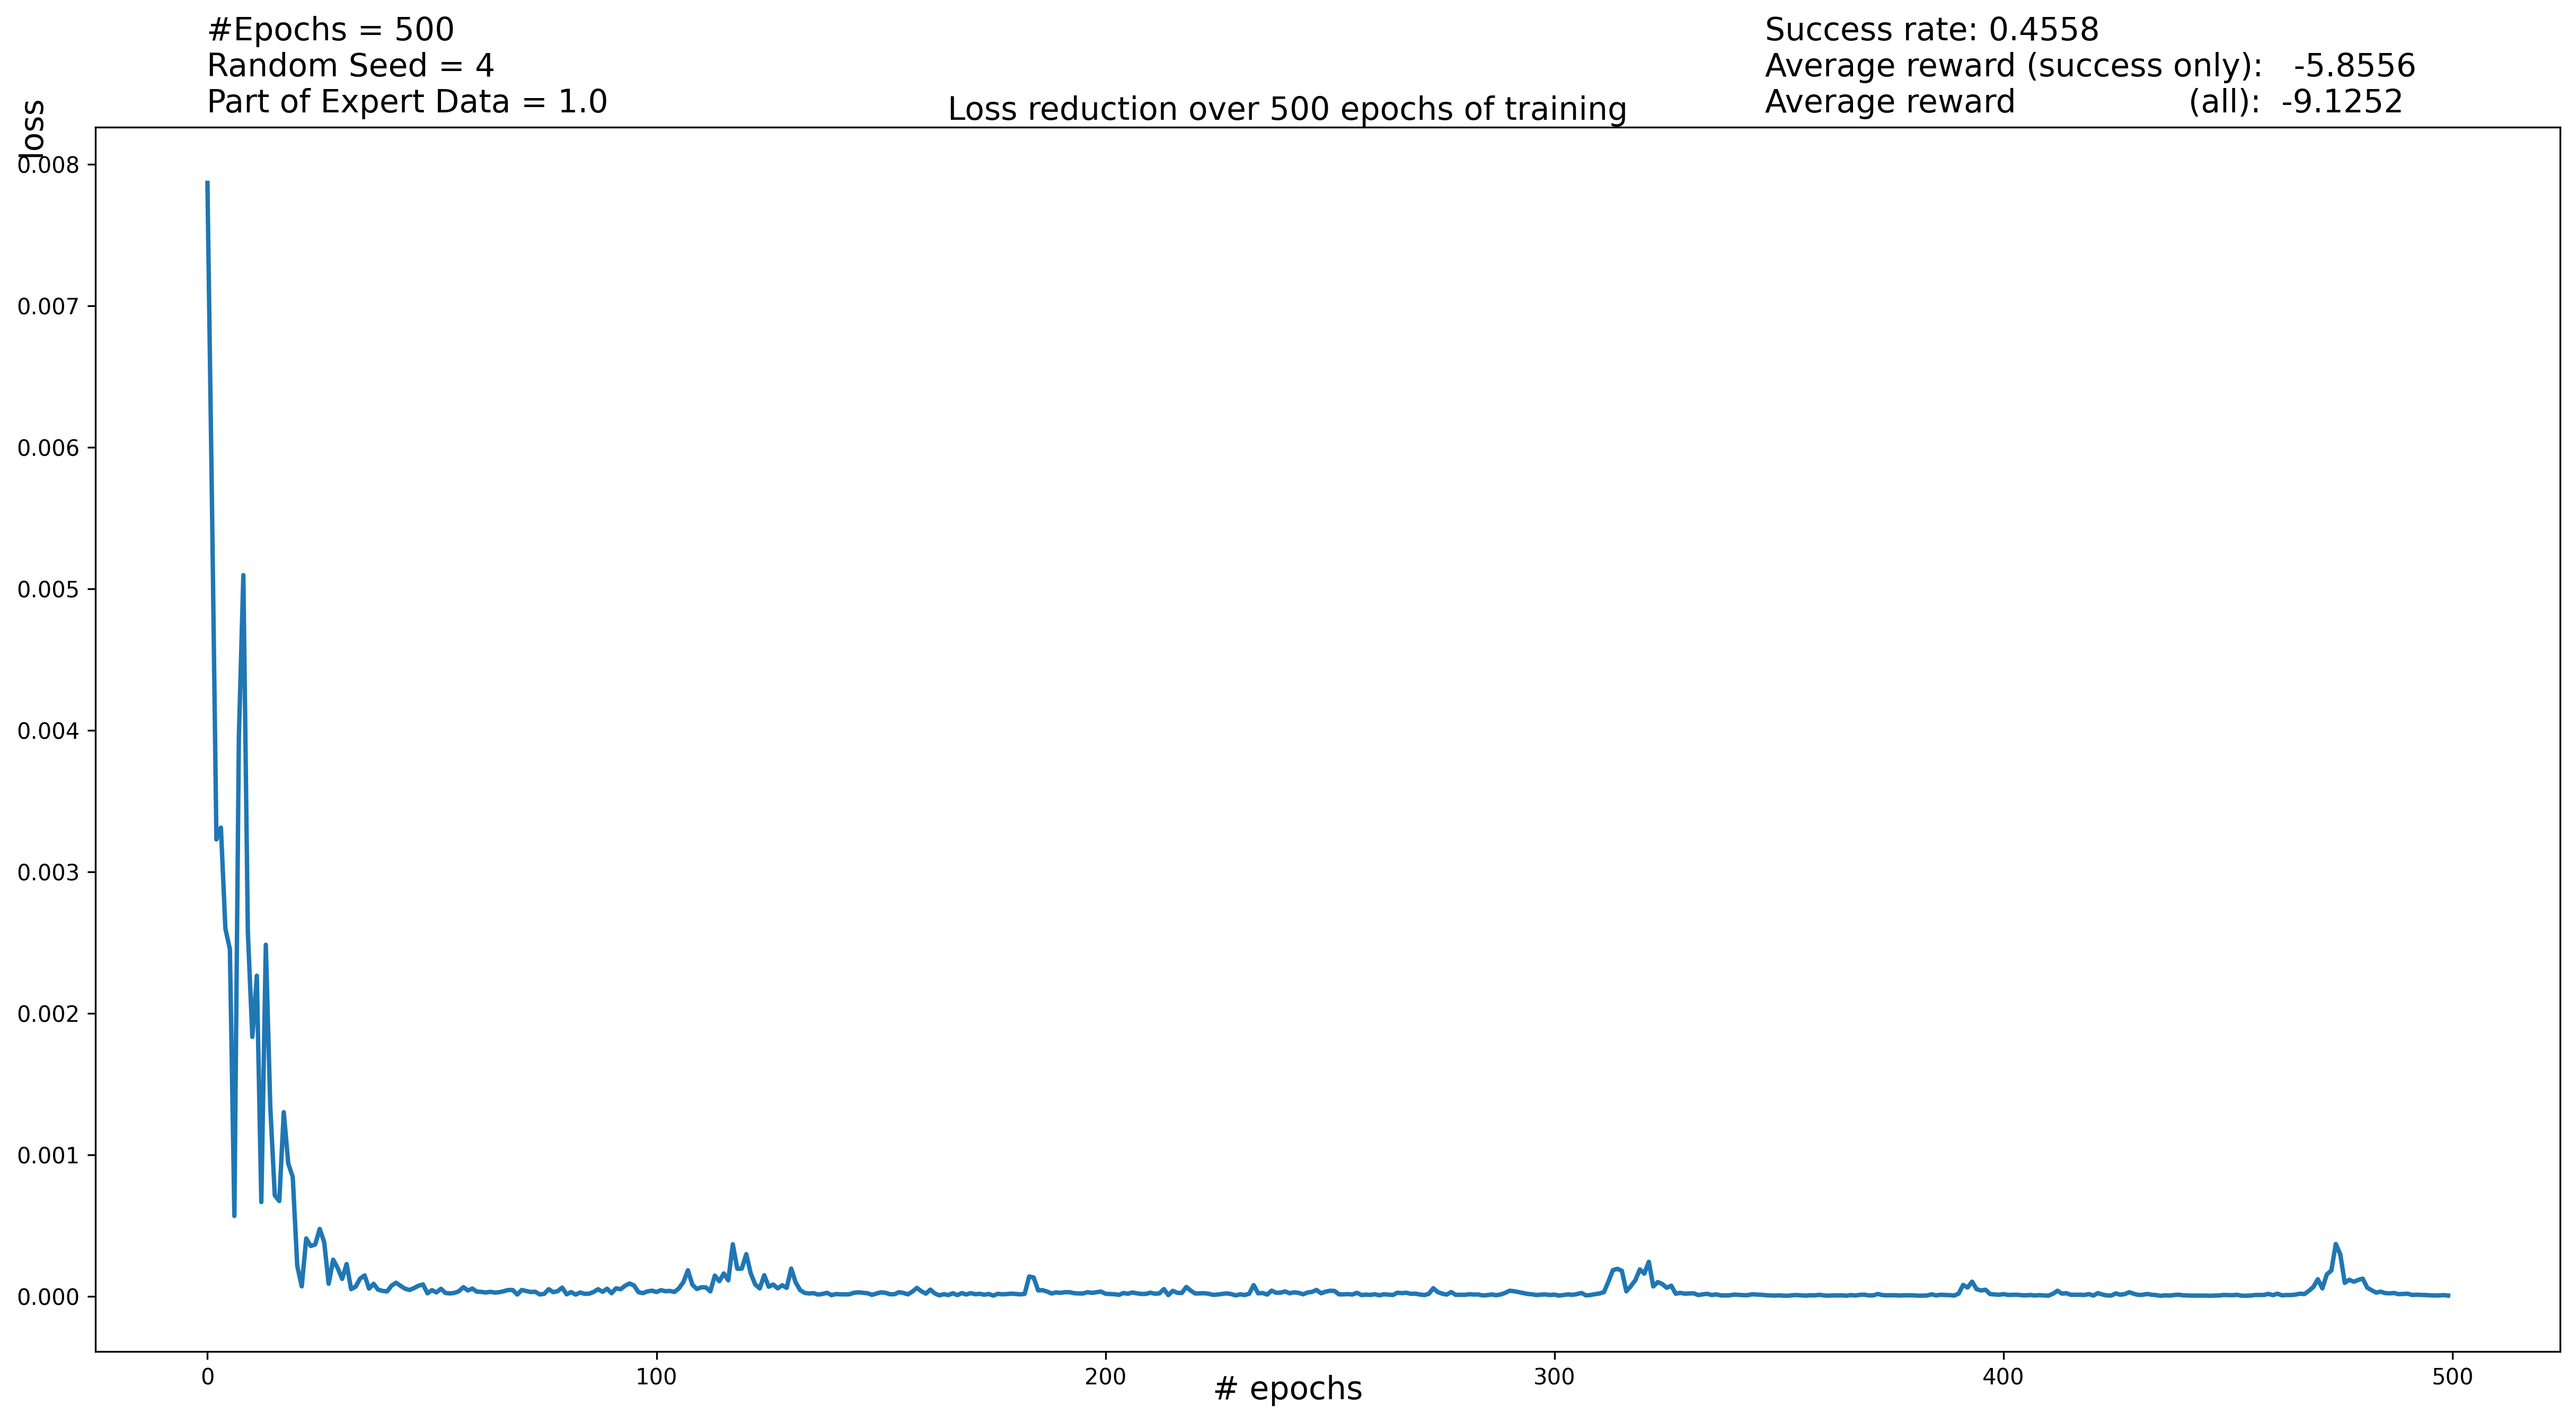 #Epochs = 500
Random Seed = 4
Part of Expert Data = 1.0
Success rate: 0.4558
Average reward (success only): -5.8556
Average reward (all): -9.1252
Loss reduction over 500 epochs of training
loss
0.008
0.007
0.006
0.005
0.004
0.003
0.002
0.001
0.000
0 100 200 300 400 500
# epochs